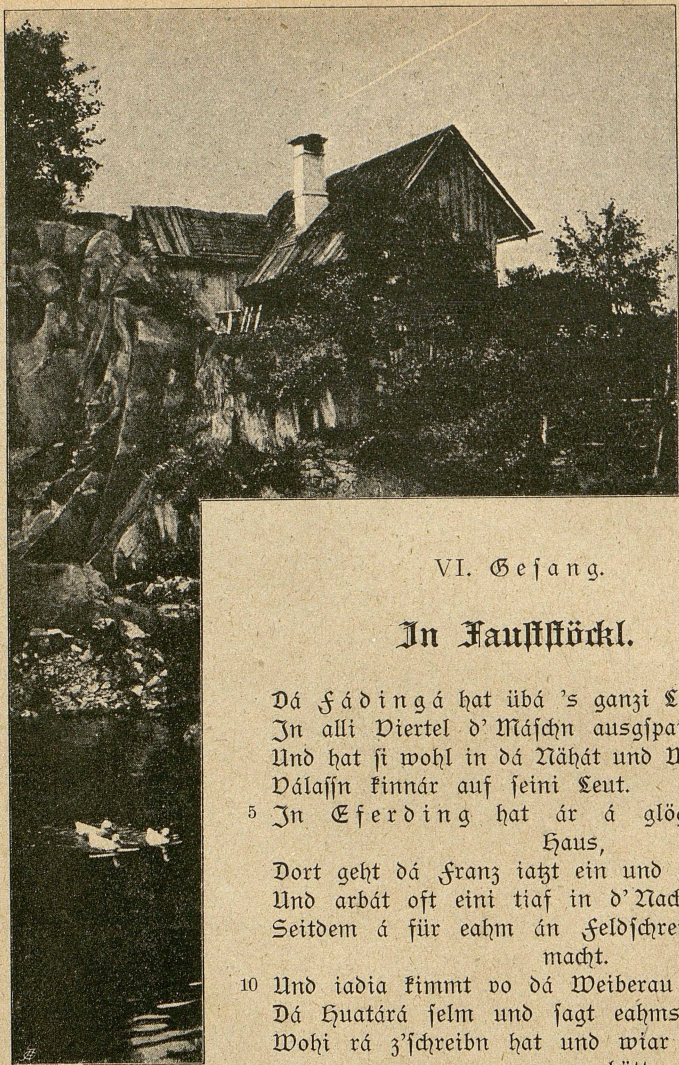 VI. Gesang.
In Fauststöckl.
Dá Fádingá hat übá 's ganzi
In alli Viertel d' Máschn ausgspa
Und hat si wohl in dá Nähát und
Válassn kinnár auf seini Leut.
5 In Eferding hat ár á glö
Haus,
Dort geht dá Franz iatzt ein und
Und arbát oft eini tiaf in d' Nach
Seitdem á für eahm án Feldschre
macht.
10 Und iadia kimmt vo dá Weiberau
Dá Huatárá selm und sagt eahms
Wohi rá z'schreibn hat und wiar